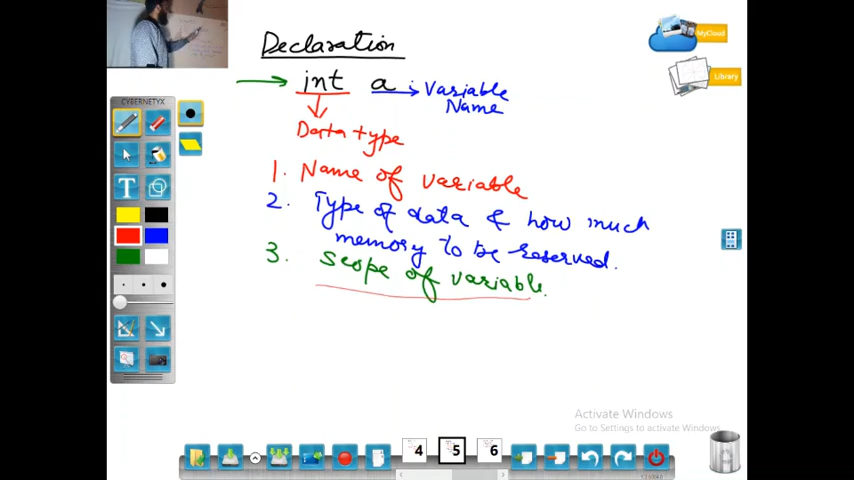 Declaration
MyCloud
int a
Variable
Name
Library
CYBERNETYX
Data type
1. Name of variable
2. Type of data & how much
memory to be reserved.
3. Scope of variable.
Activate Windows
Go to Settings to activate Windows.
4
5
6